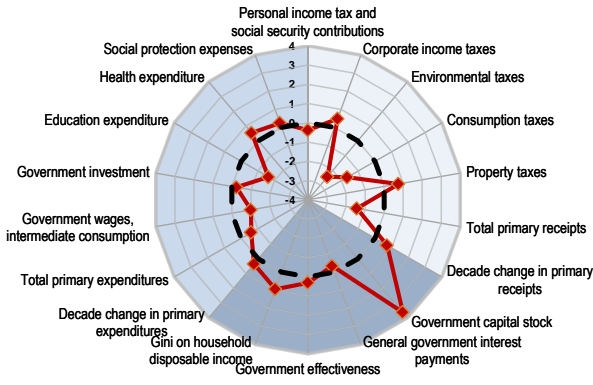 Personal income tax and
social security contributions
Social protection expenses
Corporate income taxes
Health expenditure
Environmental taxes
Education expenditure
Consumption taxes
Government investment
Property taxes
Government wages,
intermediate consumption
Total primary receipts
Total primary expenditures
Decade change in primary
receipts
Decade change in primary
expenditures
Government capital stock
Gini on household
disposable income
General government interest
payments
Government effectiveness
4
3
2
1
0
-1
-2
-3
-4